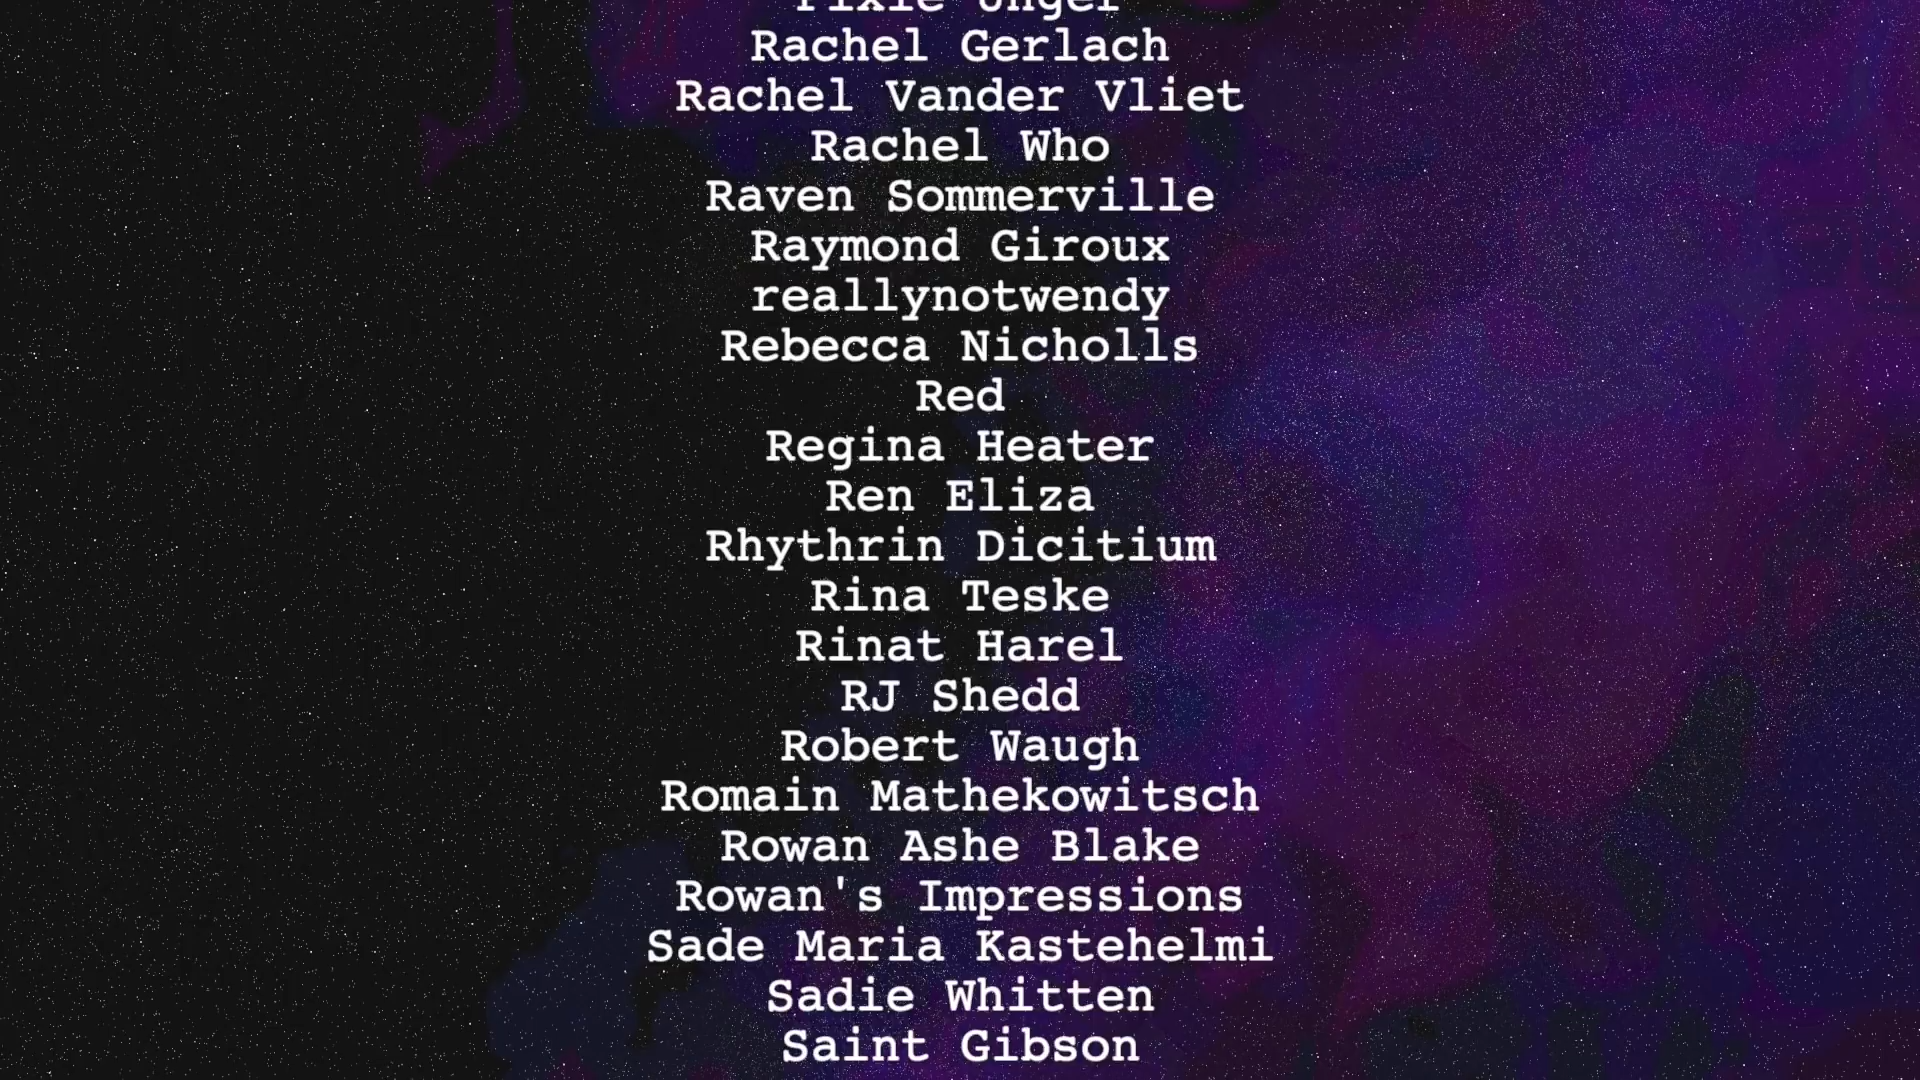 Pixie Unger
Rachel Gerlach
Rachel Vander Vliet
Rachel Who
Raven Sommerville
Raymond Giroux
reallynotwendy
Rebecca Nicholls
Red
Regina Heater
Ren Eliza
Rhythrin Dicitium
Rina Teske
Rinat Harel
RJ Shedd
Robert Waugh
Romain Mathekowitsch
Rowan Ashe Blake
Rowan's Impressions
Sade Maria Kastehelmi
Sadie Whitten
Saint Gibson